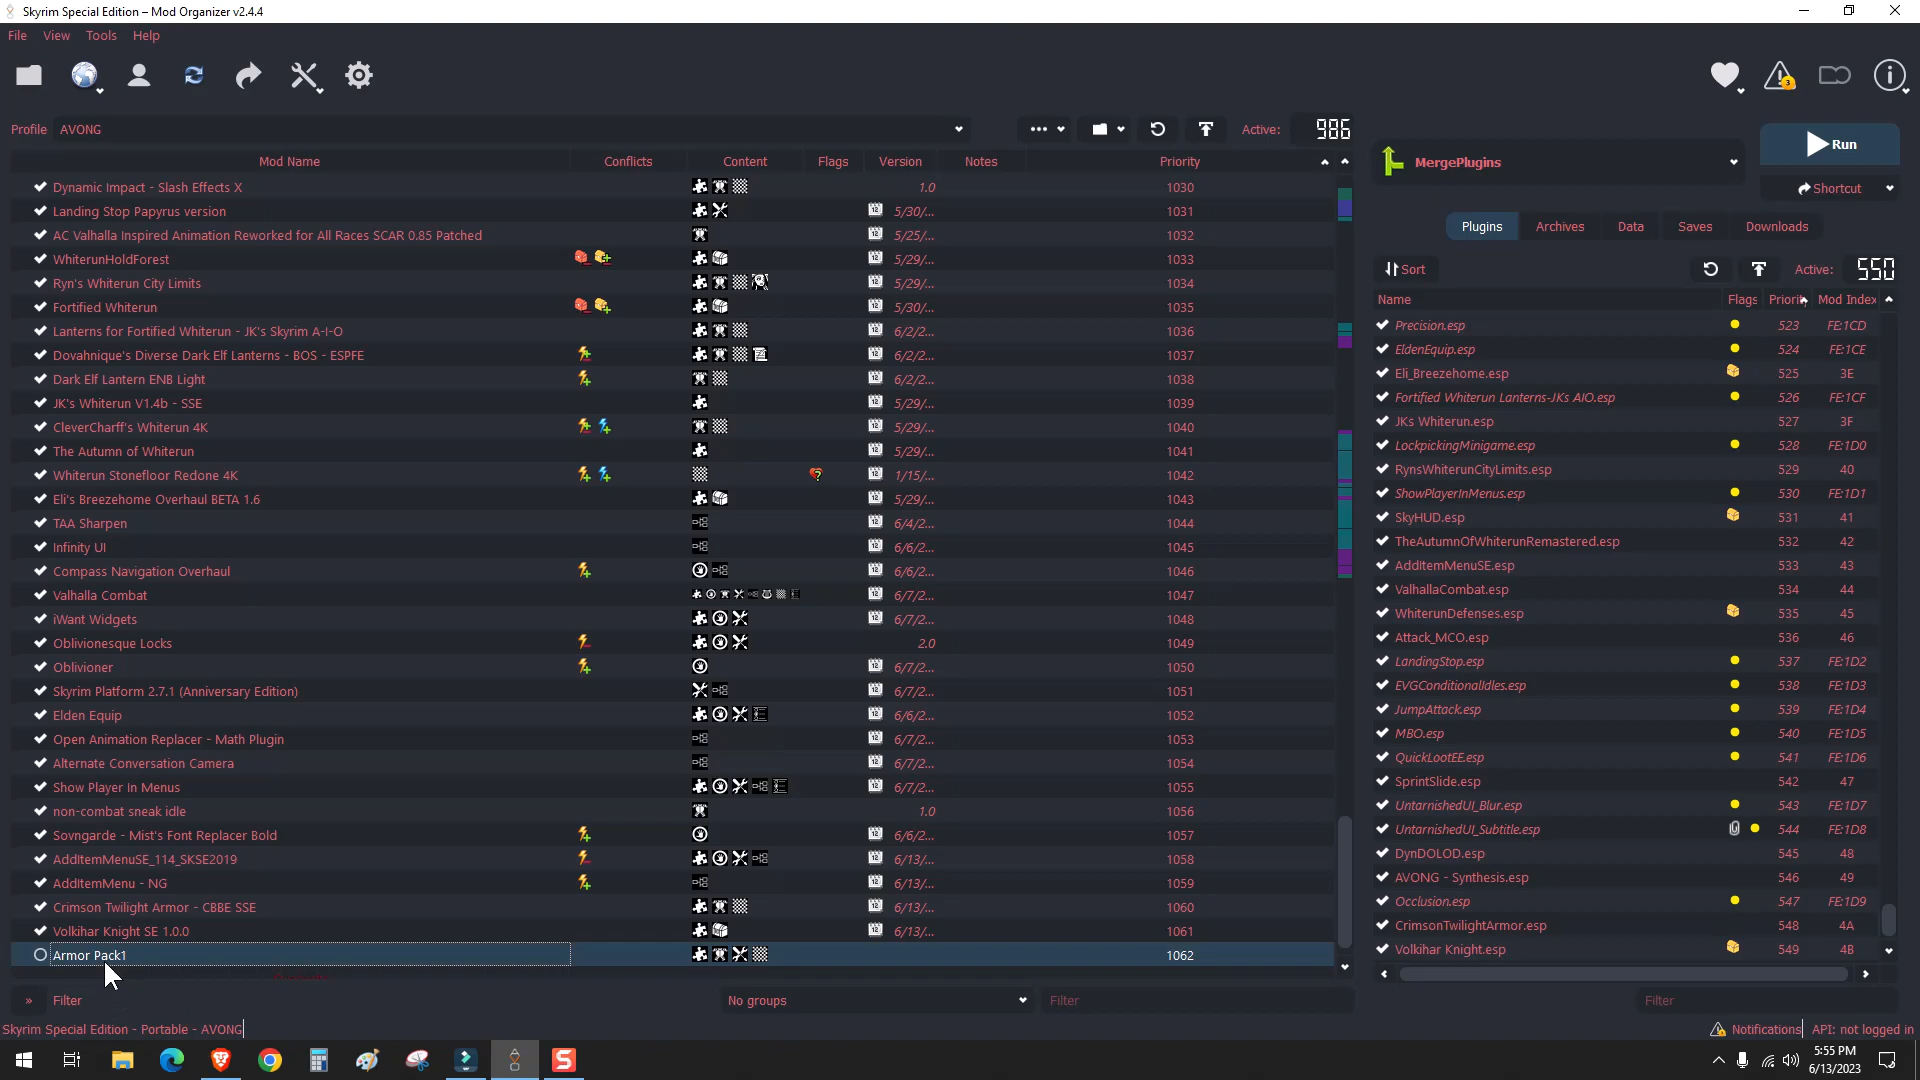 Skyrim Special Edition – Mod Organizer v2.4.4
File View Tools Help
Profile AVONG Active: 986
Mod Name Conflicts Content Flags Version Notes Priority
Dynamic Impact - Slash Effects X 1.0 1030
Landing Stop Papyrus version 5/30/... 1031
AC Valhalla Inspired Animation Reworked for All Races SCAR 0.85 Patched 5/25/... 1032
WhiterunHoldForest 5/29/... 1033
Ryn's Whiterun City Limits 5/29/... 1034
Fortified Whiterun 5/30/... 1035
Lanterns for Fortified Whiterun - JK's Skyrim A-I-O 6/2/2... 1036
Dovahnique's Diverse Dark Elf Lanterns - BOS - ESPFE 6/2/2... 1037
Dark Elf Lantern ENB Light 6/2/2... 1038
JK's Whiterun V1.4b - SSE 5/29/... 1039
CleverCharff's Whiterun 4K 5/29/... 1040
The Autumn of Whiterun 5/29/... 1041
Whiterun Stonefloor Redone 4K 1/15/... 1042
Eli's Breezehome Overhaul BETA 1.6 5/29/... 1043
TAA Sharpen 6/4/2... 1044
Infinity UI 6/6/2... 1045
Compass Navigation Overhaul 6/6/2... 1046
Valhalla Combat 6/7/2... 1047
iWant Widgets 6/7/2... 1048
Oblivionesque Locks 2.0 1049
Oblivioner 6/7/2... 1050
Skyrim Platform 2.7.1 (Anniversary Edition) 6/7/2... 1051
Elden Equip 6/6/2... 1052
Open Animation Replacer - Math Plugin 6/7/2... 1053
Alternate Conversation Camera 6/7/2... 1054
Show Player In Menus 6/7/2... 1055
non-combat sneak idle 1.0 1056
Sovngarde - Mist's Font Replacer Bold 6/6/2... 1057
AddItemMenuSE_114_SKSE2019 6/13/... 1058
AddItemMenu - NG 6/13/... 1059
Crimson Twilight Armor - CBBE SSE 6/13/... 1060
Volkihar Knight SE 1.0.0 6/13/... 1061
Armor Pack1 1062
» Filter No groups Filter
MergePlugins Run
Shortcut
Plugins Archives Data Saves Downloads
Sort Active: 550
Name Flags Priority Mod Index
Precision.esp 523 FE:1CD
EldenEquip.esp 524 FE:1CE
Eli_Breezehome.esp 525 3E
Fortified Whiterun Lanterns-JKs AIO.esp 526 FE:1CF
JKs Whiterun.esp 527 3F
LockpickingMinigame.esp 528 FE:1D0
RynsWhiterunCityLimits.esp 529 40
ShowPlayerInMenus.esp 530 FE:1D1
SkyHUD.esp 531 41
TheAutumnOfWhiterunRemastered.esp 532 42
AddItemMenuSE.esp 533 43
ValhallaCombat.esp 534 44
WhiterunDefenses.esp 535 45
Attack_MCO.esp 536 46
LandingStop.esp 537 FE:1D2
EVGConditionalIdles.esp 538 FE:1D3
JumpAttack.esp 539 FE:1D4
MBO.esp 540 FE:1D5
QuickLootEE.esp 541 FE:1D6
SprintSlide.esp 542 47
UntarnishedUI_Blur.esp 543 FE:1D7
UntarnishedUI_Subtitle.esp 544 FE:1D8
DynDOLOD.esp 545 48
AVONG - Synthesis.esp 546 49
Occlusion.esp 547 FE:1D9
CrimsonTwilightArmor.esp 548 4A
Volkihar Knight.esp 549 4B
Filter
Skyrim Special Edition - Portable - AVONG Notifications API: not logged in
5:55 PM
6/13/2023